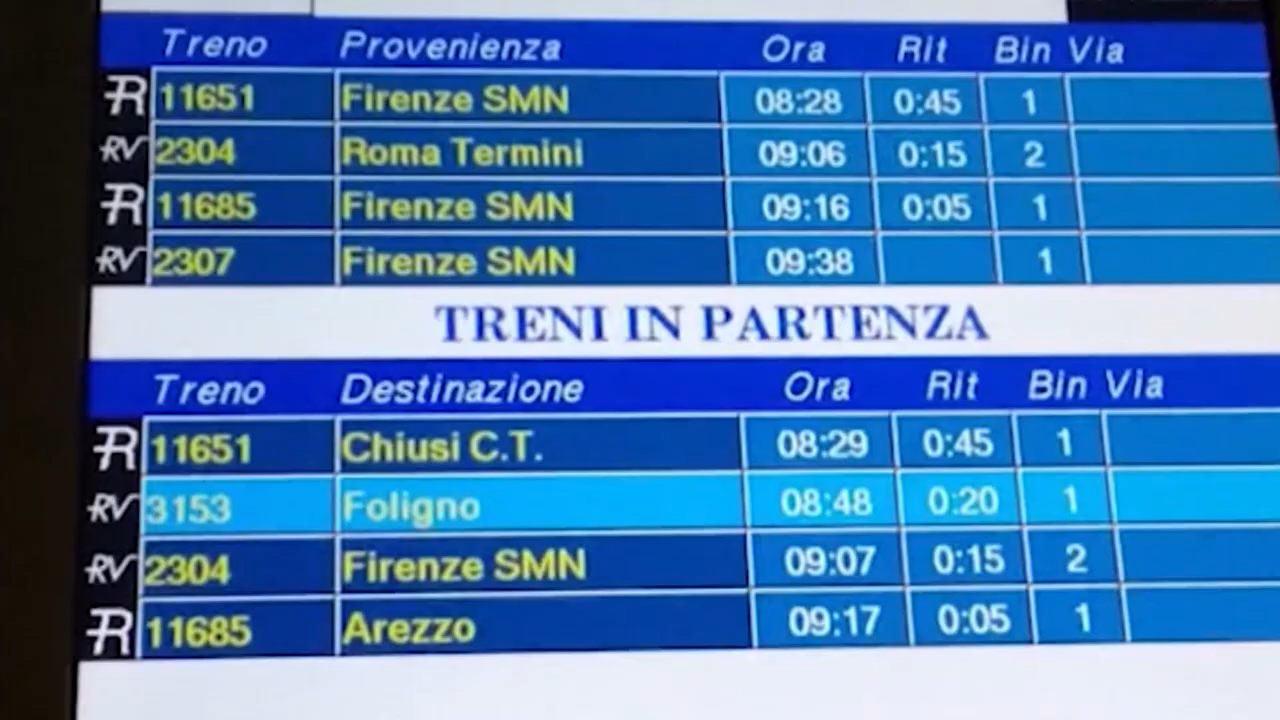 Treno Provenienza Ora Rit Bin Via
R 11651 Firenze SMN 08:28 0:45 1
RV 2304 Roma Termini 09:06 0:15 2
R 11685 Firenze SMN 09:16 0:05 1
RV 2307 Firenze SMN 09:38 1
TRENI IN PARTENZA
Treno Destinazione Ora Rit Bin Via
R 11651 Chiusi C.T. 08:29 0:45 1
RV 3153 Foligno 08:48 0:20 1
RV 2304 Firenze SMN 09:07 0:15 2
R 11685 Arezzo 09:17 0:05 1